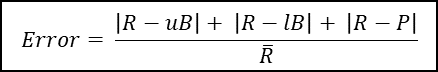 Error = (|R − uB| + |R − lB| + |R − P|) / R̄